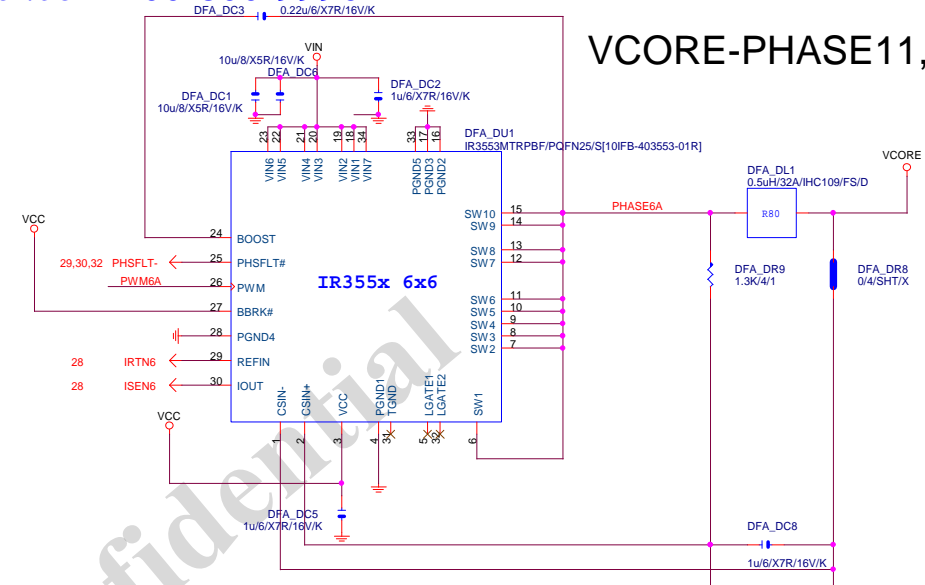 DFA_DC3
0.22u/6/X7R/16V/K
VCORE-PHASE11,
VIN
10u/8/X5R/16V/K
DFA_DC6
DFA_DC1
10u/8/X5R/16V/K
DFA_DC2
1u/6/X7R/16V/K
DFA_DU1
IR3553MTRPBF/PQFN25/S[10IFB-403553-01R]
23 22 21 20 19 18 34 33 17 16
VIN6 VIN5 VIN4 VIN3 VIN2 VIN1 VIN7 PGND5 PGND3 PGND2
VCORE
DFA_DL1
0.5uH/32A/IHC109/FS/D
R80
PHASE6A
SW10 15
SW9 14
SW8 13
SW7 12
SW6 11
SW5 10
SW4 9
SW3 8
SW2 7
VCC
24 BOOST
29,30,32 PHSFLT- 25 PHSFLT#
PWM6A 26 PWM
27 BBRK#
28 PGND4
28 IRTN6 29 REFIN
28 ISEN6 30 IOUT
IR355x 6x6
DFA_DR9
1.3K/4/1
DFA_DR8
0/4/SHT/X
CSIN- CSIN+ VCC PGND1 TGND LGATE1 LGATE2 SW1
1 2 3 4 31 5 32 6
VCC
DFA_DC5
1u/6/X7R/16V/K
DFA_DC8
1u/6/X7R/16V/K
fidential